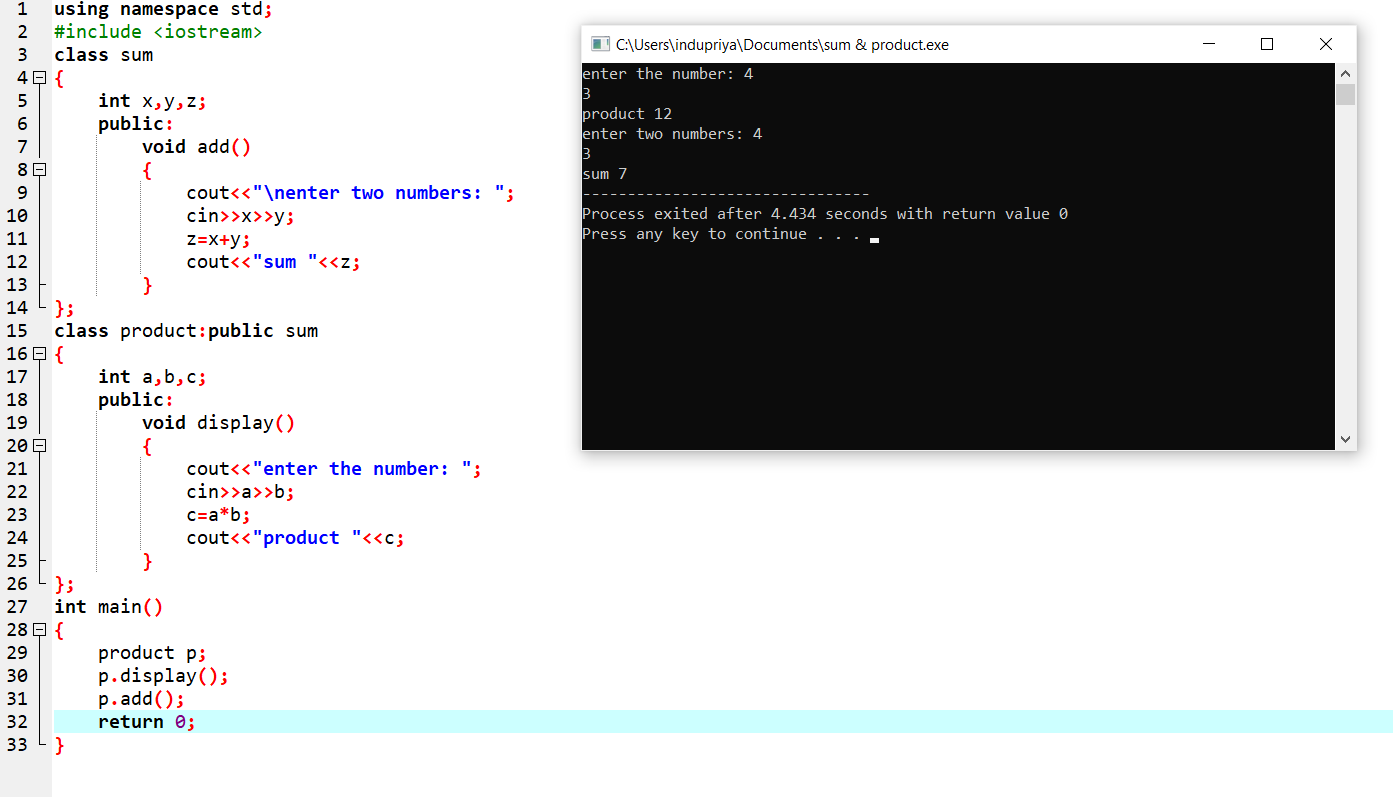 1 using namespace std;
2 #include <iostream>
3 class sum
4 {
5 int x,y,z;
6 public:
7 void add()
8 {
9 cout<<"\nenter two numbers: ";
10 cin>>x>>y;
11 z=x+y;
12 cout<<"sum "<<z;
13 }
14 };
15 class product:public sum
16 {
17 int a,b,c;
18 public:
19 void display()
20 {
21 cout<<"enter the number: ";
22 cin>>a>>b;
23 c=a*b;
24 cout<<"product "<<c;
25 }
26 };
27 int main()
28 {
29 product p;
30 p.display();
31 p.add();
32 return 0;
33 }
C:\Users\indupriya\Documents\sum & product.exe
enter the number: 4
3
product 12
enter two numbers: 4
3
sum 7
--------------------------------
Process exited after 4.434 seconds with return value 0
Press any key to continue . . .